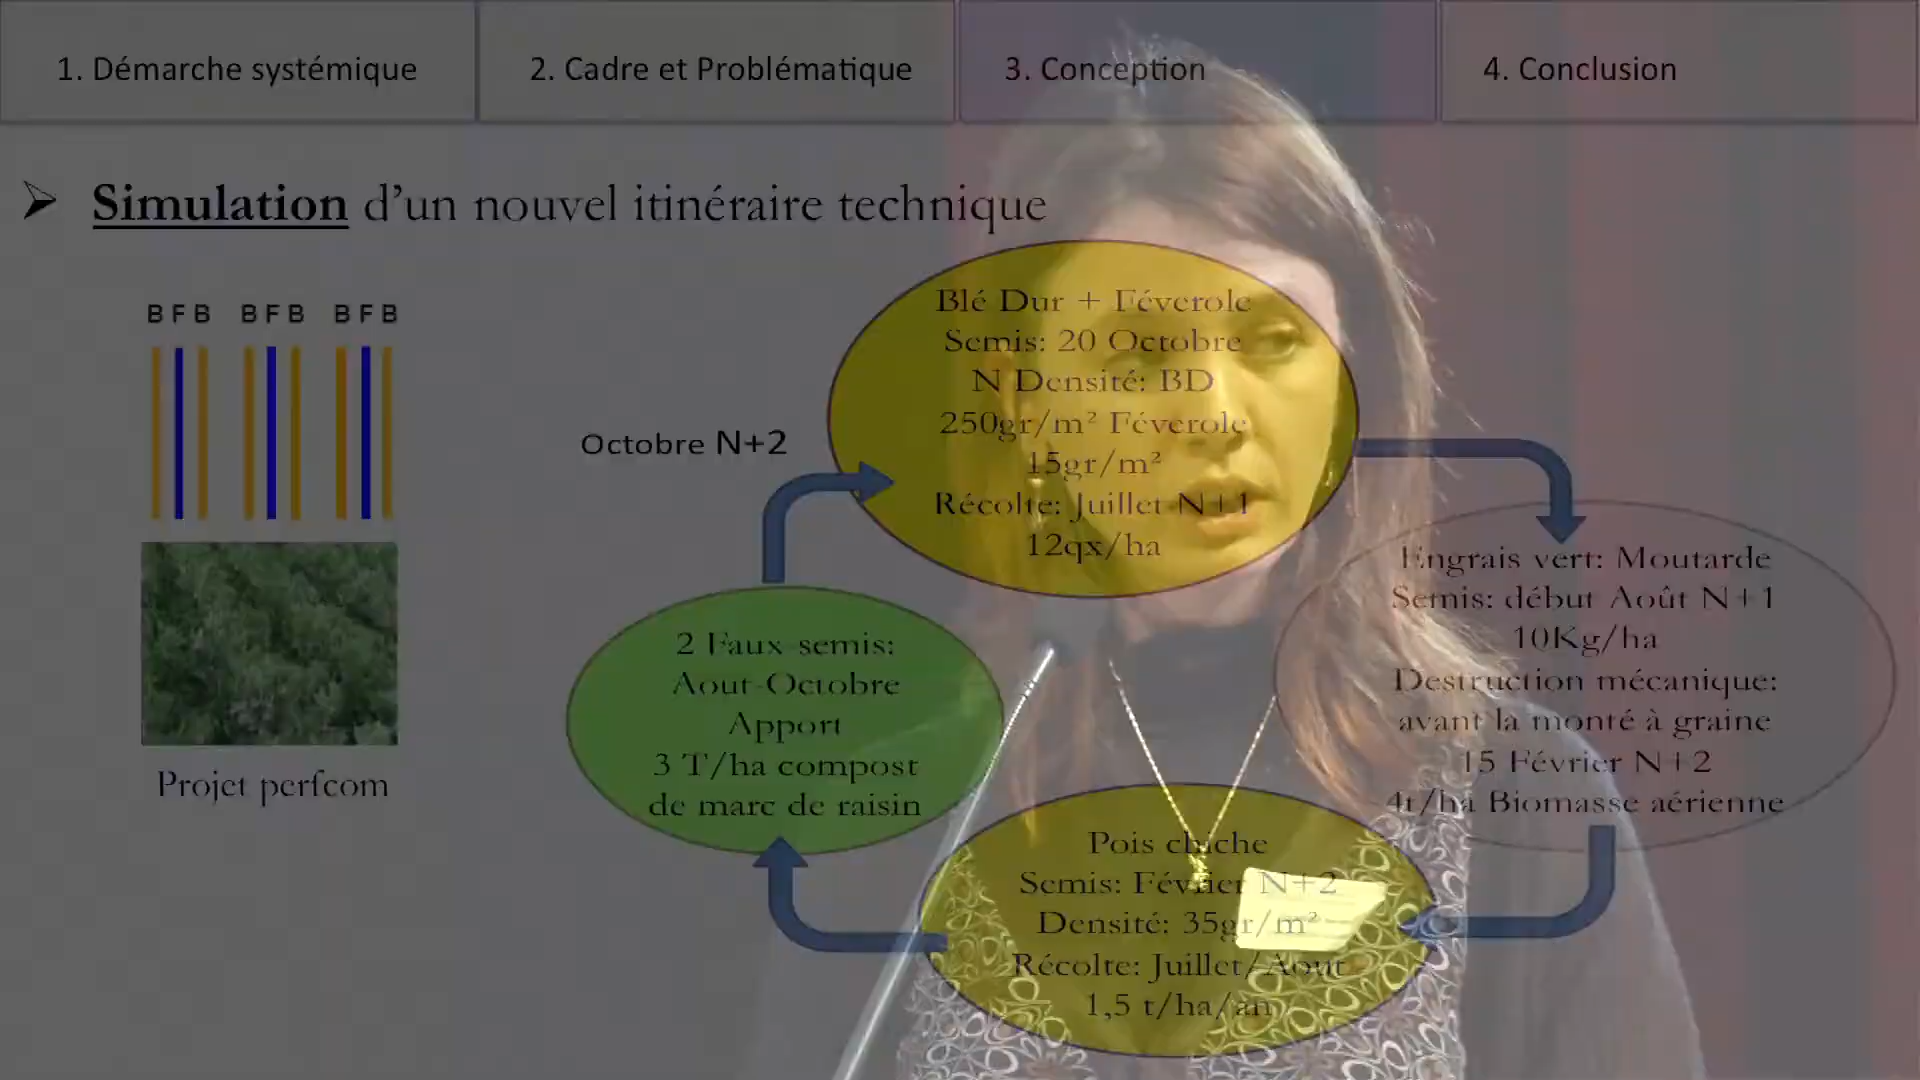 1. Démarche systémique
2. Cadre et Problématique
3. Conception
4. Conclusion
Simulation d'un nouvel itinéraire technique
B F B B F B B F B
Projet perfcom
Octobre N+2
Blé Dur + Féverole
Semis: 20 Octobre
N Densité: BD
250gr/m² Féverole
15gr/m²
Récolte: Juillet N+1
12qx/ha
Engrais vert: Moutarde
Semis: début Août N+1
10Kg/ha
Destruction mécanique:
avant la monté à graine
15 Février N+2
4t/ha Biomasse aérienne
Pois chiche
Semis: Février N+2
Densité: 35gr/m²
Récolte: Juillet/Aout
1,5 t/ha/an
2 Faux-semis:
Aout-Octobre
Apport
3 T/ha compost
de marc de raisin